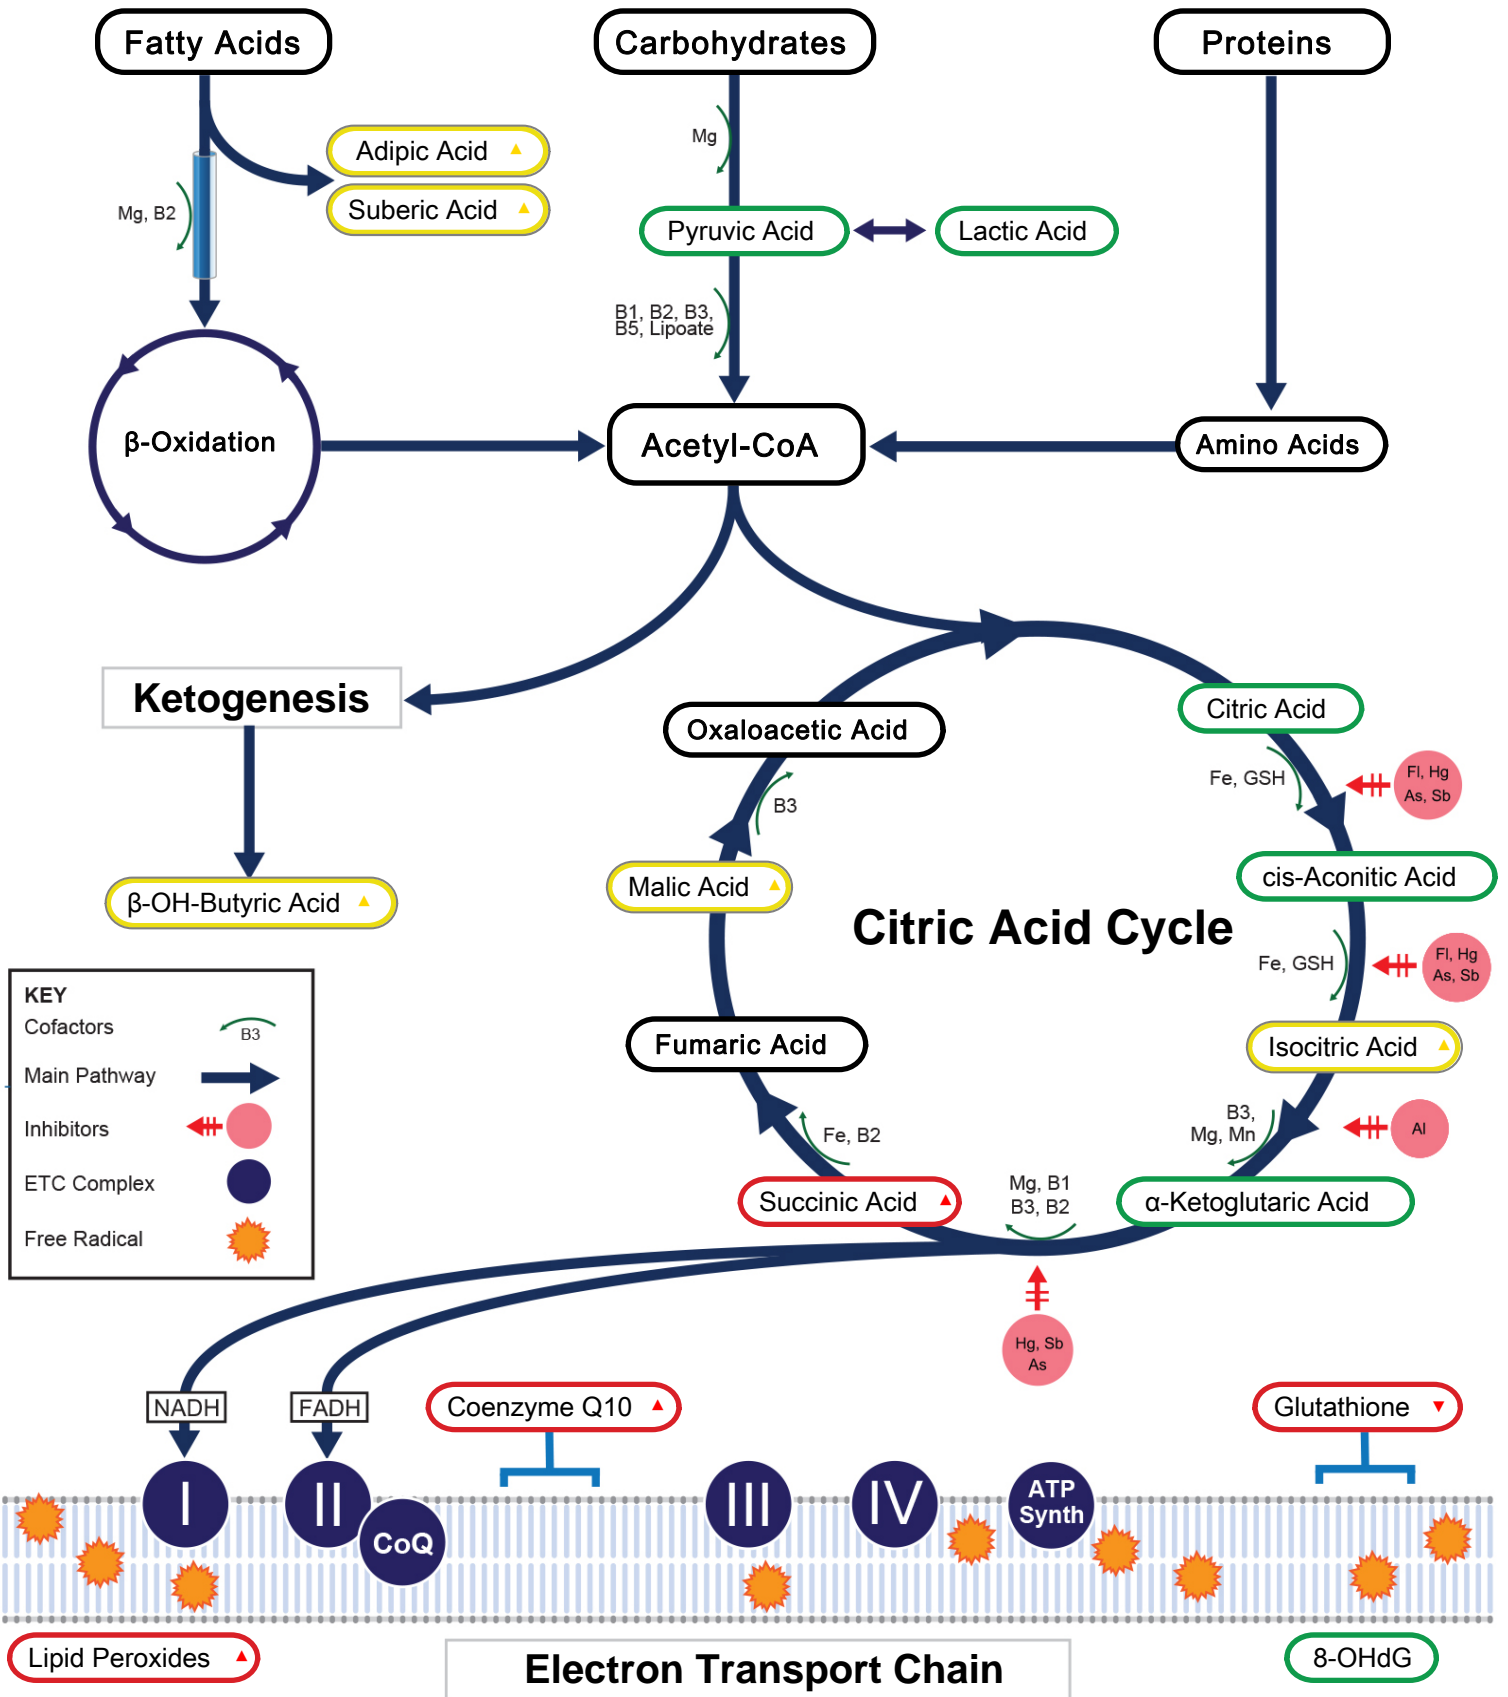 Fatty Acids
Carbohydrates
Proteins
Adipic Acid
Suberic Acid
Mg, B2
Mg
Pyruvic Acid
Lactic Acid
B1, B2, B3,
B5, Lipoate
β-Oxidation
Acetyl-CoA
Amino Acids
Ketogenesis
β-OH-Butyric Acid
Oxaloacetic Acid
Citric Acid
Fe, GSH
Fl, Hg
As, Sb
B3
Malic Acid
cis-Aconitic Acid
Citric Acid Cycle
Fe, GSH
Fl, Hg
As, Sb
Fumaric Acid
Isocitric Acid
B3,
Mg, Mn
Al
Fe, B2
Mg, B1
B3, B2
Succinic Acid
α-Ketoglutaric Acid
Hg, Sb
As
KEY
Cofactors
B3
Main Pathway
Inhibitors
ETC Complex
Free Radical
NADH
FADH
Coenzyme Q10
Glutathione
I
II
CoQ
III
IV
ATP
Synth
Lipid Peroxides
Electron Transport Chain
8-OHdG